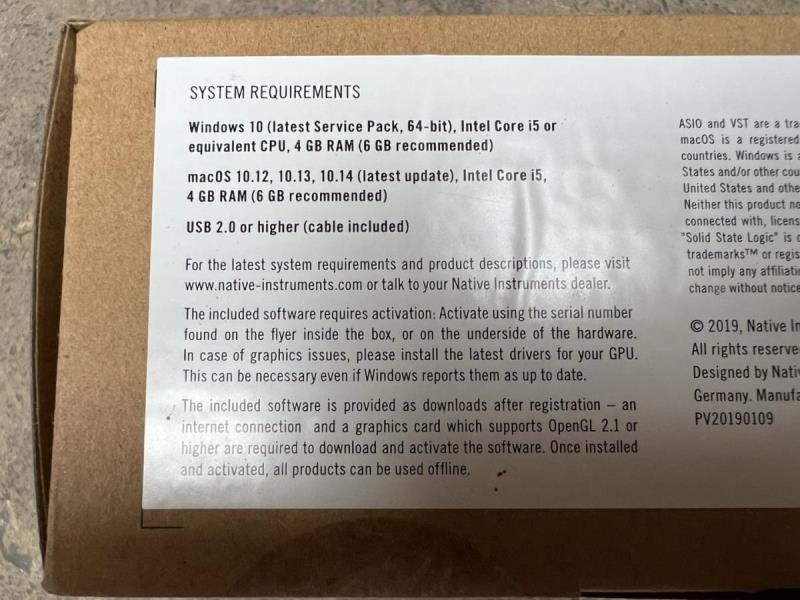 SYSTEM REQUIREMENTS
Windows 10 (latest Service Pack, 64-bit), Intel Core i5 or
equivalent CPU, 4 GB RAM (6 GB recommended)
macOS 10.12, 10.13, 10.14 (latest update), Intel Core i5,
4 GB RAM (6 GB recommended)
USB 2.0 or higher (cable included)
For the latest system requirements and product descriptions, please visit
www.native-instruments.com or talk to your Native Instruments dealer.
The included software requires activation: Activate using the serial number
found on the flyer inside the box, or on the underside of the hardware.
In case of graphics issues, please install the latest drivers for your GPU.
This can be necessary even if Windows reports them as up to date.
The included software is provided as downloads after registration – an
internet connection and a graphics card which supports OpenGL 2.1 or
higher are required to download and activate the software. Once installed
and activated, all products can be used offline.
ASIO and VST are a
macOS is a registered
countries. Windows is
States and/or other
United States and
Neither this product
connected with,
"Solid State Logic" is
trademarks™ or
not imply any
change without notice
© 2019, Native
All rights
Designed by
Germany.
PV20190109